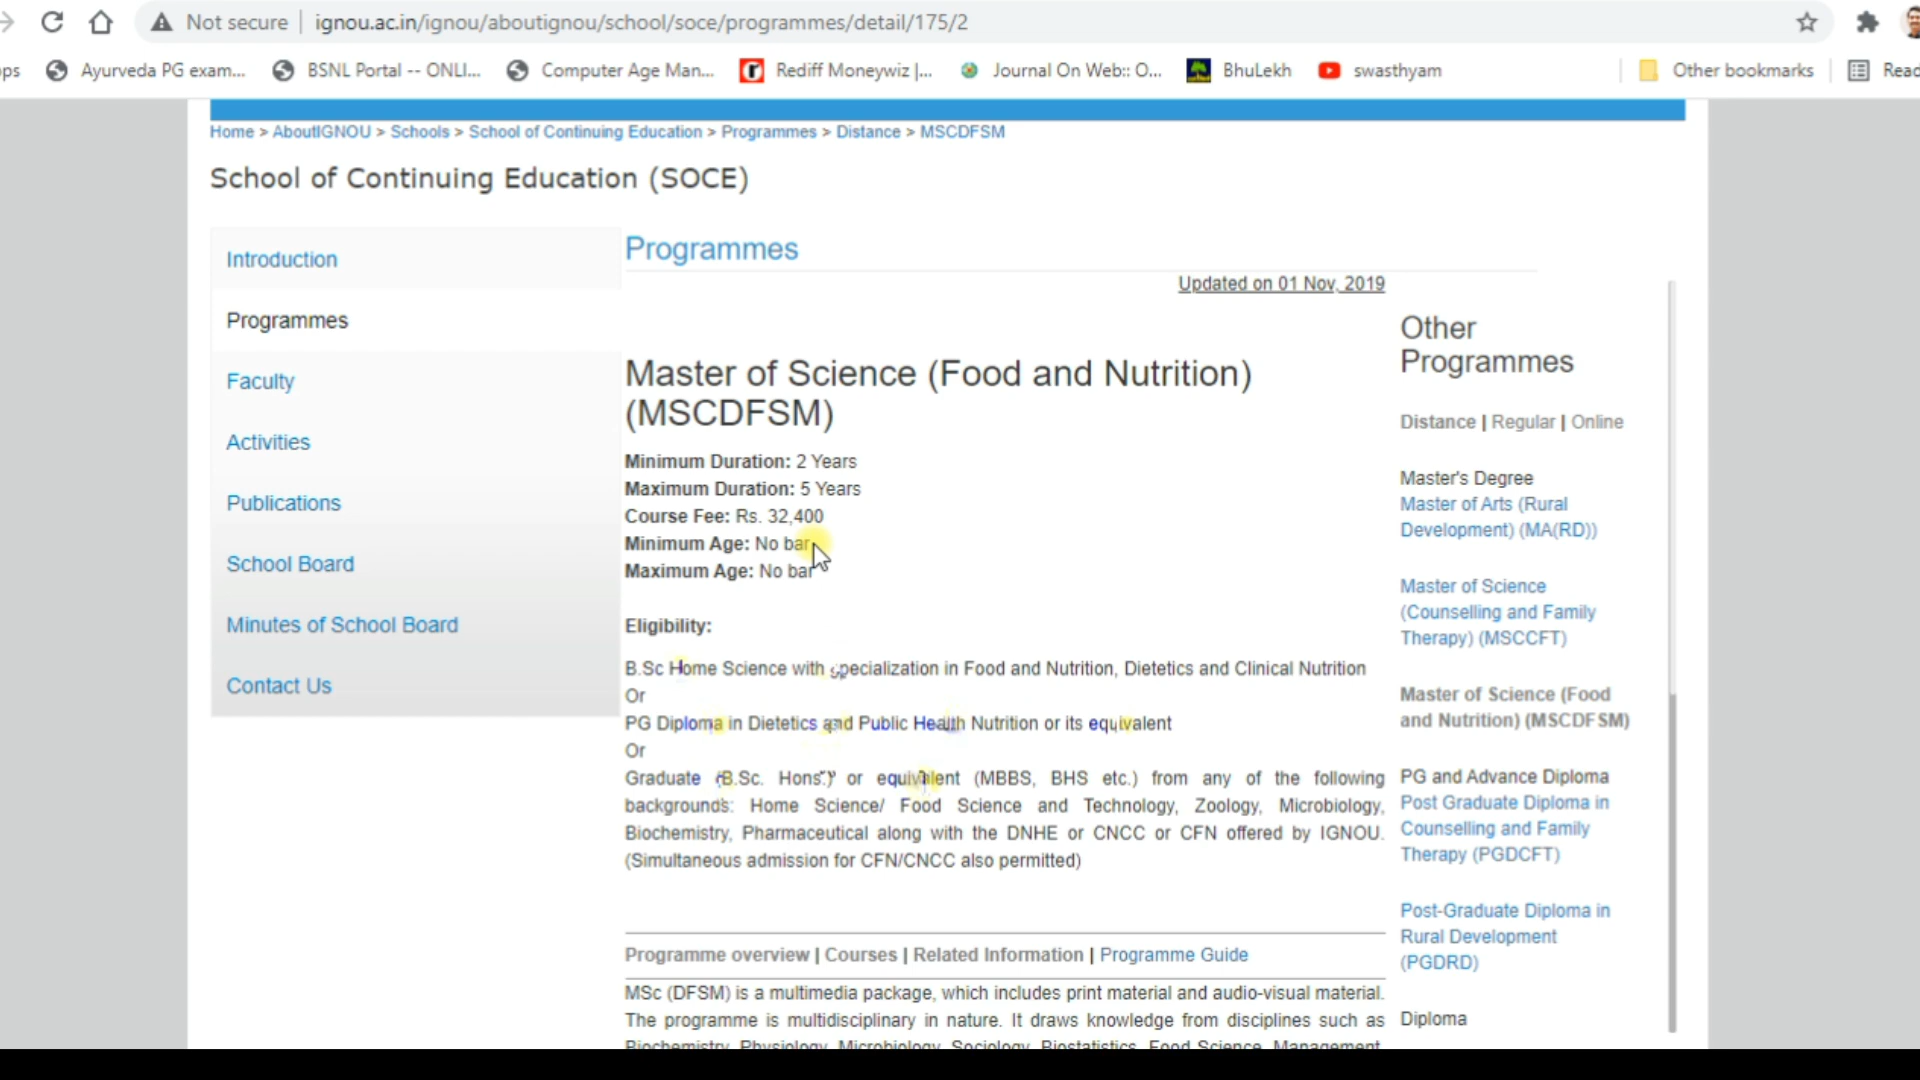 Not secure
ignou.ac.in/ignou/aboutignou/school/soce/programmes/detail/175/2
Ayurveda PG exam...
BSNL Portal -- ONLI...
Computer Age Man...
Rediff Moneywiz |...
Journal On Web:: O...
BhuLekh
swasthyam
Other bookmarks
Home > AboutIGNOU > Schools > School of Continuing Education > Programmes > Distance > MSCDFSM
School of Continuing Education (SOCE)
Introduction
Programmes
Faculty
Activities
Publications
School Board
Minutes of School Board
Contact Us
Programmes
Updated on 01 Nov, 2019
Master of Science (Food and Nutrition)
(MSCDFSM)
Minimum Duration: 2 Years
Maximum Duration: 5 Years
Course Fee: Rs. 32,400
Minimum Age: No bar
Maximum Age: No bar
Eligibility:
B.Sc Home Science with specialization in Food and Nutrition, Dietetics and Clinical Nutrition
Or
PG Diploma in Dietetics and Public Health Nutrition or its equivalent
Or
Graduate (B.Sc. Hons.) or equivalent (MBBS, BHS etc.) from any of the following
backgrounds: Home Science/ Food Science and Technology, Zoology, Microbiology,
Biochemistry, Pharmaceutical along with the DNHE or CNCC or CFN offered by IGNOU.
(Simultaneous admission for CFN/CNCC also permitted)
Programme overview | Courses | Related Information | Programme Guide
MSc (DFSM) is a multimedia package, which includes print material and audio-visual material.
The programme is multidisciplinary in nature. It draws knowledge from disciplines such as
Biochemistry, Physiology, Microbiology, Sociology, Biostatistics, Food Science, Management,
Other
Programmes
Distance | Regular | Online
Master's Degree
Master of Arts (Rural
Development) (MA(RD))
Master of Science
(Counselling and Family
Therapy) (MSCCFT)
Master of Science (Food
and Nutrition) (MSCDFSM)
PG and Advance Diploma
Post Graduate Diploma in
Counselling and Family
Therapy (PGDCFT)
Post-Graduate Diploma in
Rural Development
(PGDRD)
Diploma